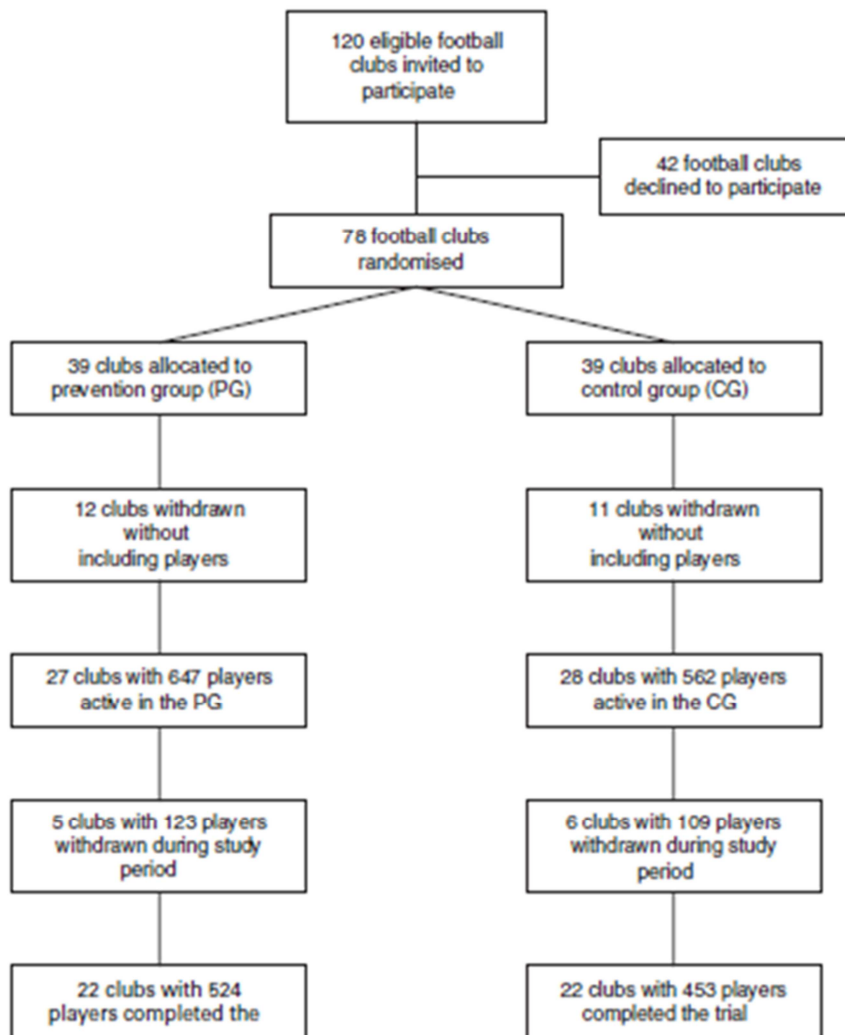 120 eligible football
clubs invited to
participate
42 football clubs
declined to participate
78 football clubs
randomised
39 clubs allocated to
prevention group (PG)
39 clubs allocated to
control group (CG)
12 clubs withdrawn
without
including players
11 clubs withdrawn
without
including players
27 clubs with 647 players
active in the PG
28 clubs with 562 players
active in the CG
5 clubs with 123 players
withdrawn during study
period
6 clubs with 109 players
withdrawn during study
period
22 clubs with 524
players completed the
22 clubs with 453 players
completed the trial